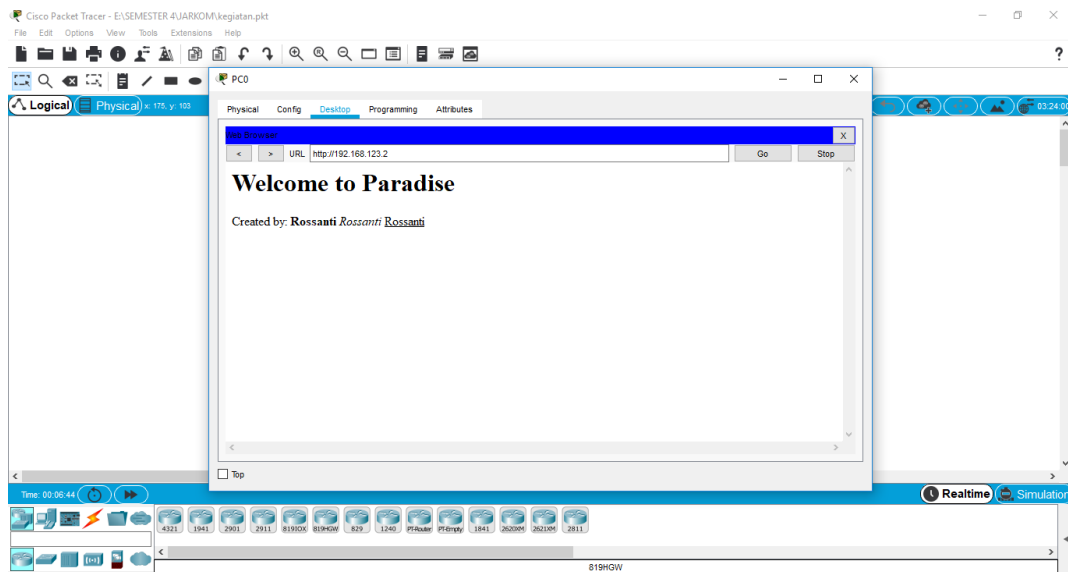 Cisco Packet Tracer - E:\SEMESTER 4\JARKOM\kegiatan.pkt
File Edit Options View Tools Extensions Help
?
PC0
Logical Physical x: 175, y: 103
03:24:00
Physical Config Desktop Programming Attributes
Web Browser
X
< > URL http://192.168.123.2 Go Stop
Welcome to Paradise
Created by: Rossanti Rossanti Rossanti
Top
Time: 00:06:44
Realtime Simulation
4321 1941 2901 2911 819IOX 819HGW 829 1240 PT-Router PT-Empty 1841 2620XM 2621XM 2811
819HGW